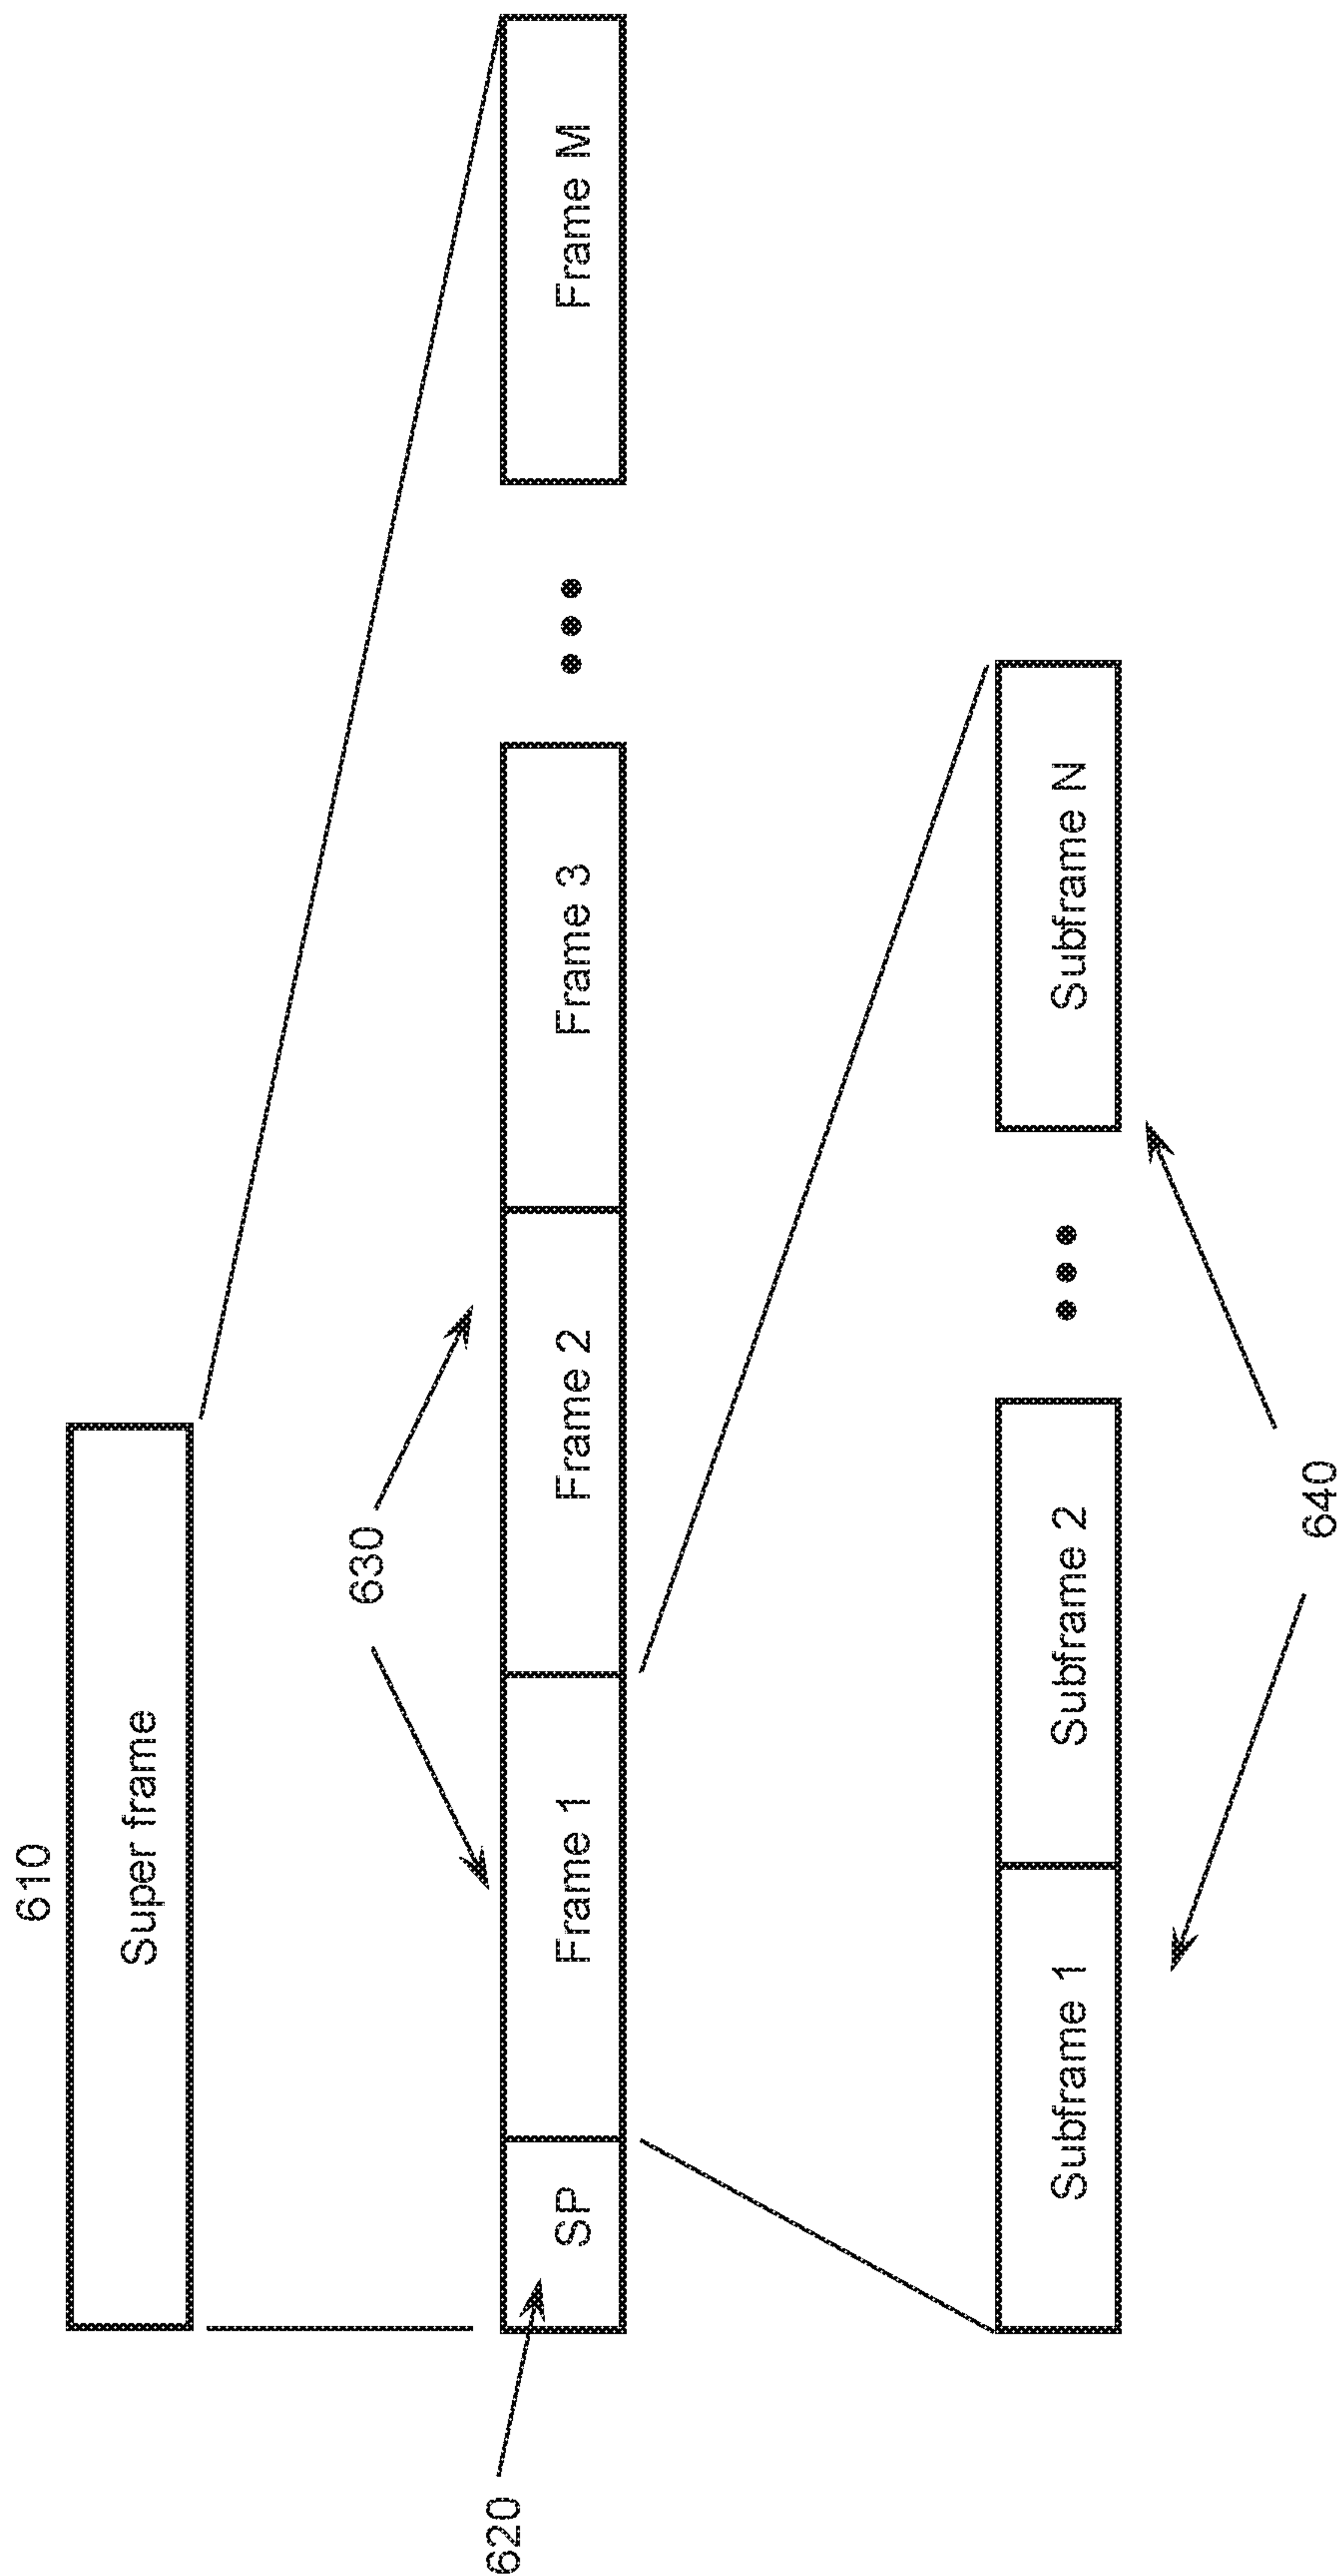 610
Super frame
630
620
SP
Frame 1
Frame 2
Frame 3
Frame M
Subframe 1
Subframe 2
Subframe N
640